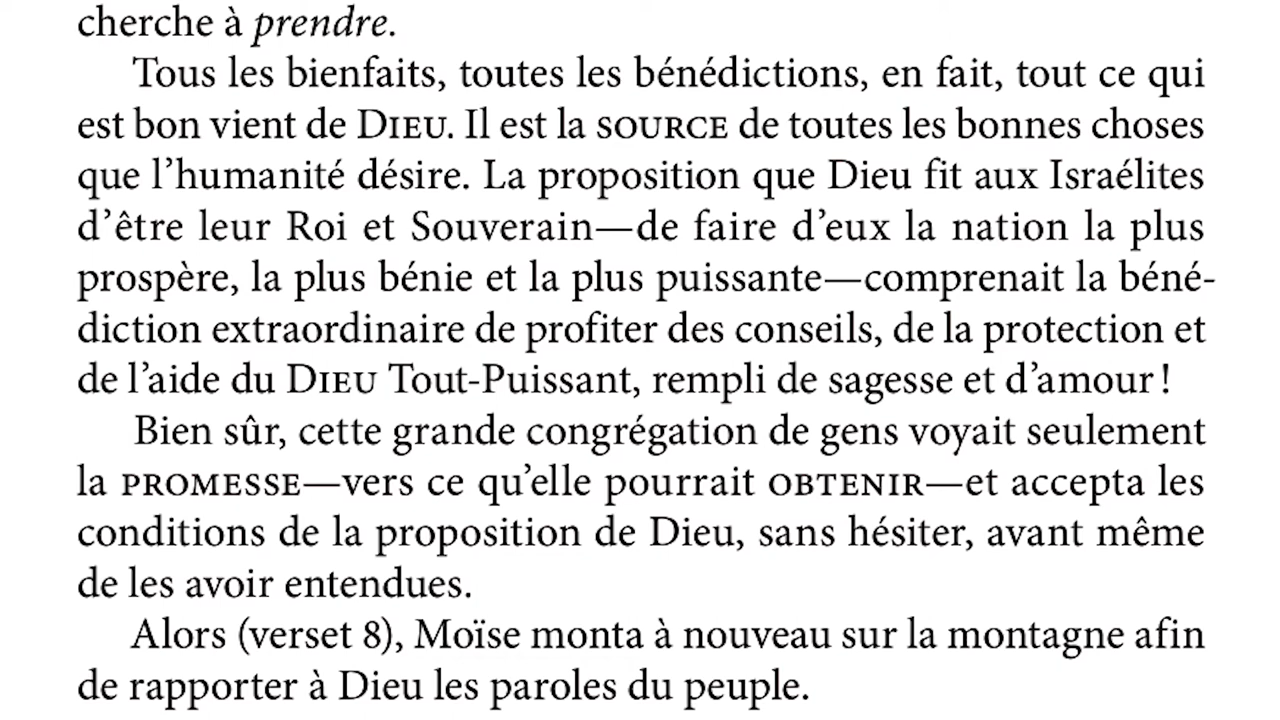 cherche à prendre.
Tous les bienfaits, toutes les bénédictions, en fait, tout ce qui
est bon vient de DIEU. Il est la SOURCE de toutes les bonnes choses
que l’humanité désire. La proposition que Dieu fit aux Israélites
d’être leur Roi et Souverain—de faire d’eux la nation la plus
prospère, la plus bénie et la plus puissante—comprenait la béné-
diction extraordinaire de profiter des conseils, de la protection et
de l’aide du DIEU Tout-Puissant, rempli de sagesse et d’amour !
Bien sûr, cette grande congrégation de gens voyait seulement
la PROMESSE—vers ce qu’elle pourrait OBTENIR—et accepta les
conditions de la proposition de Dieu, sans hésiter, avant même
de les avoir entendues.
Alors (verset 8), Moïse monta à nouveau sur la montagne afin
de rapporter à Dieu les paroles du peuple.